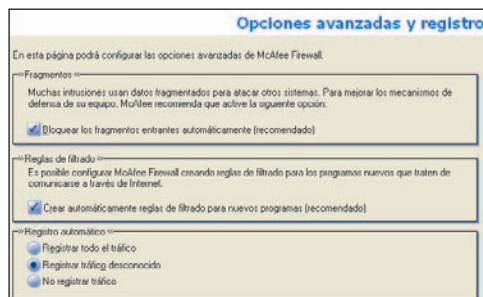 Opciones avanzadas y registro
En esta página podrá configurar las opciones avanzadas de McAfee Firewall.
Fragmentos
Muchas intrusiones usan datos fragmentados para atacar otros sistemas. Para mejorar los mecanismos de
defensa de su equipo, McAfee recomienda que active la siguiente opción:
Bloquear los fragmentos entrantes automáticamente (recomendado)
Reglas de filtrado
Es posible configurar McAfee Firewall creando reglas de filtrado para los programas nuevos que traten de
comunicarse a través de Internet.
Crear automáticamente reglas de filtrado para nuevos programas (recomendado)
Registro automático
Registrar todo el tráfico
Registrar tráfico desconocido
No registrar tráfico